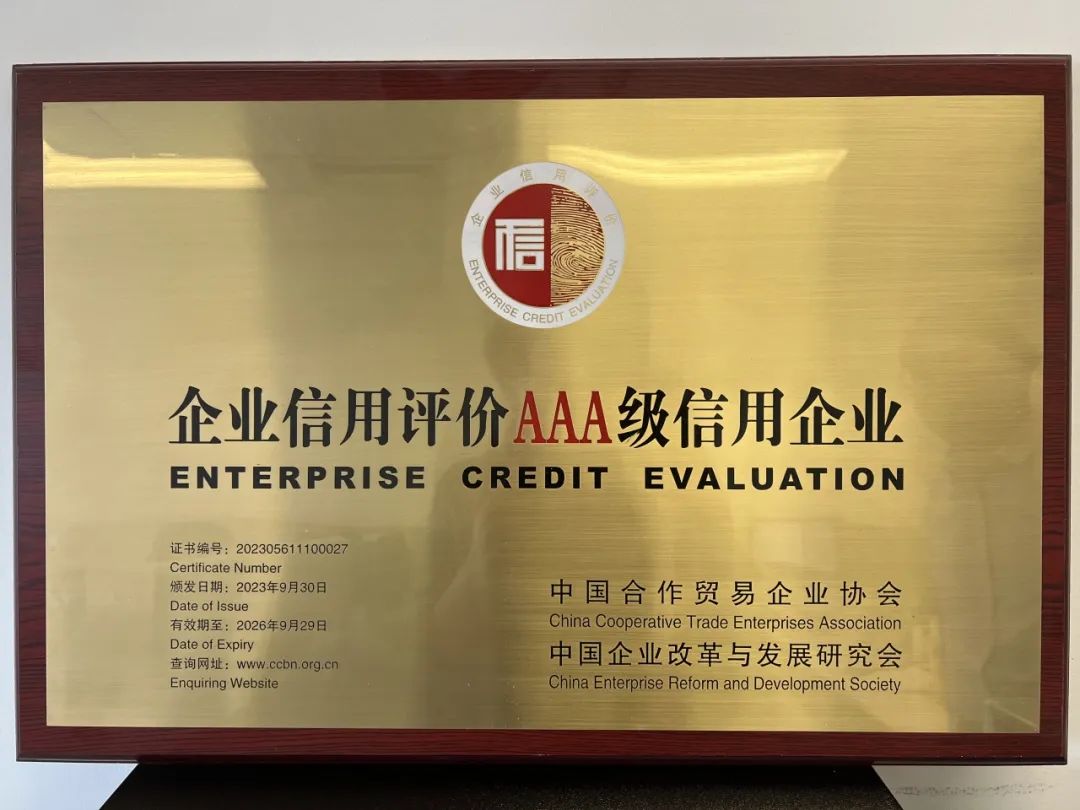 企业信用评价
信
ENTERPRISE CREDIT EVALUATION
企业信用评价AAA级信用企业
ENTERPRISE CREDIT EVALUATION
证书编号：202305611100027
Certificate Number
颁发日期：2023年9月30日
Date of Issue
有效期至：2026年9月29日
Date of Expiry
查询网址：www.ccbn.org.cn
Enquiring Website
中国合作贸易企业协会
China Cooperative Trade Enterprises Association
中国企业改革与发展研究会
China Enterprise Reform and Development Society